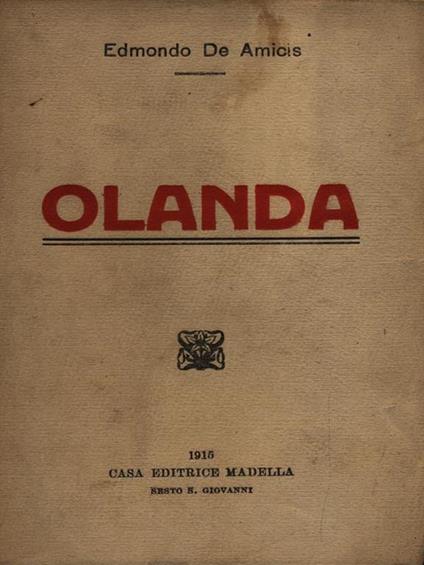 Edmondo De Amicis
OLANDA
1915
CASA EDITRICE MADELLA
SESTO S. GIOVANNI